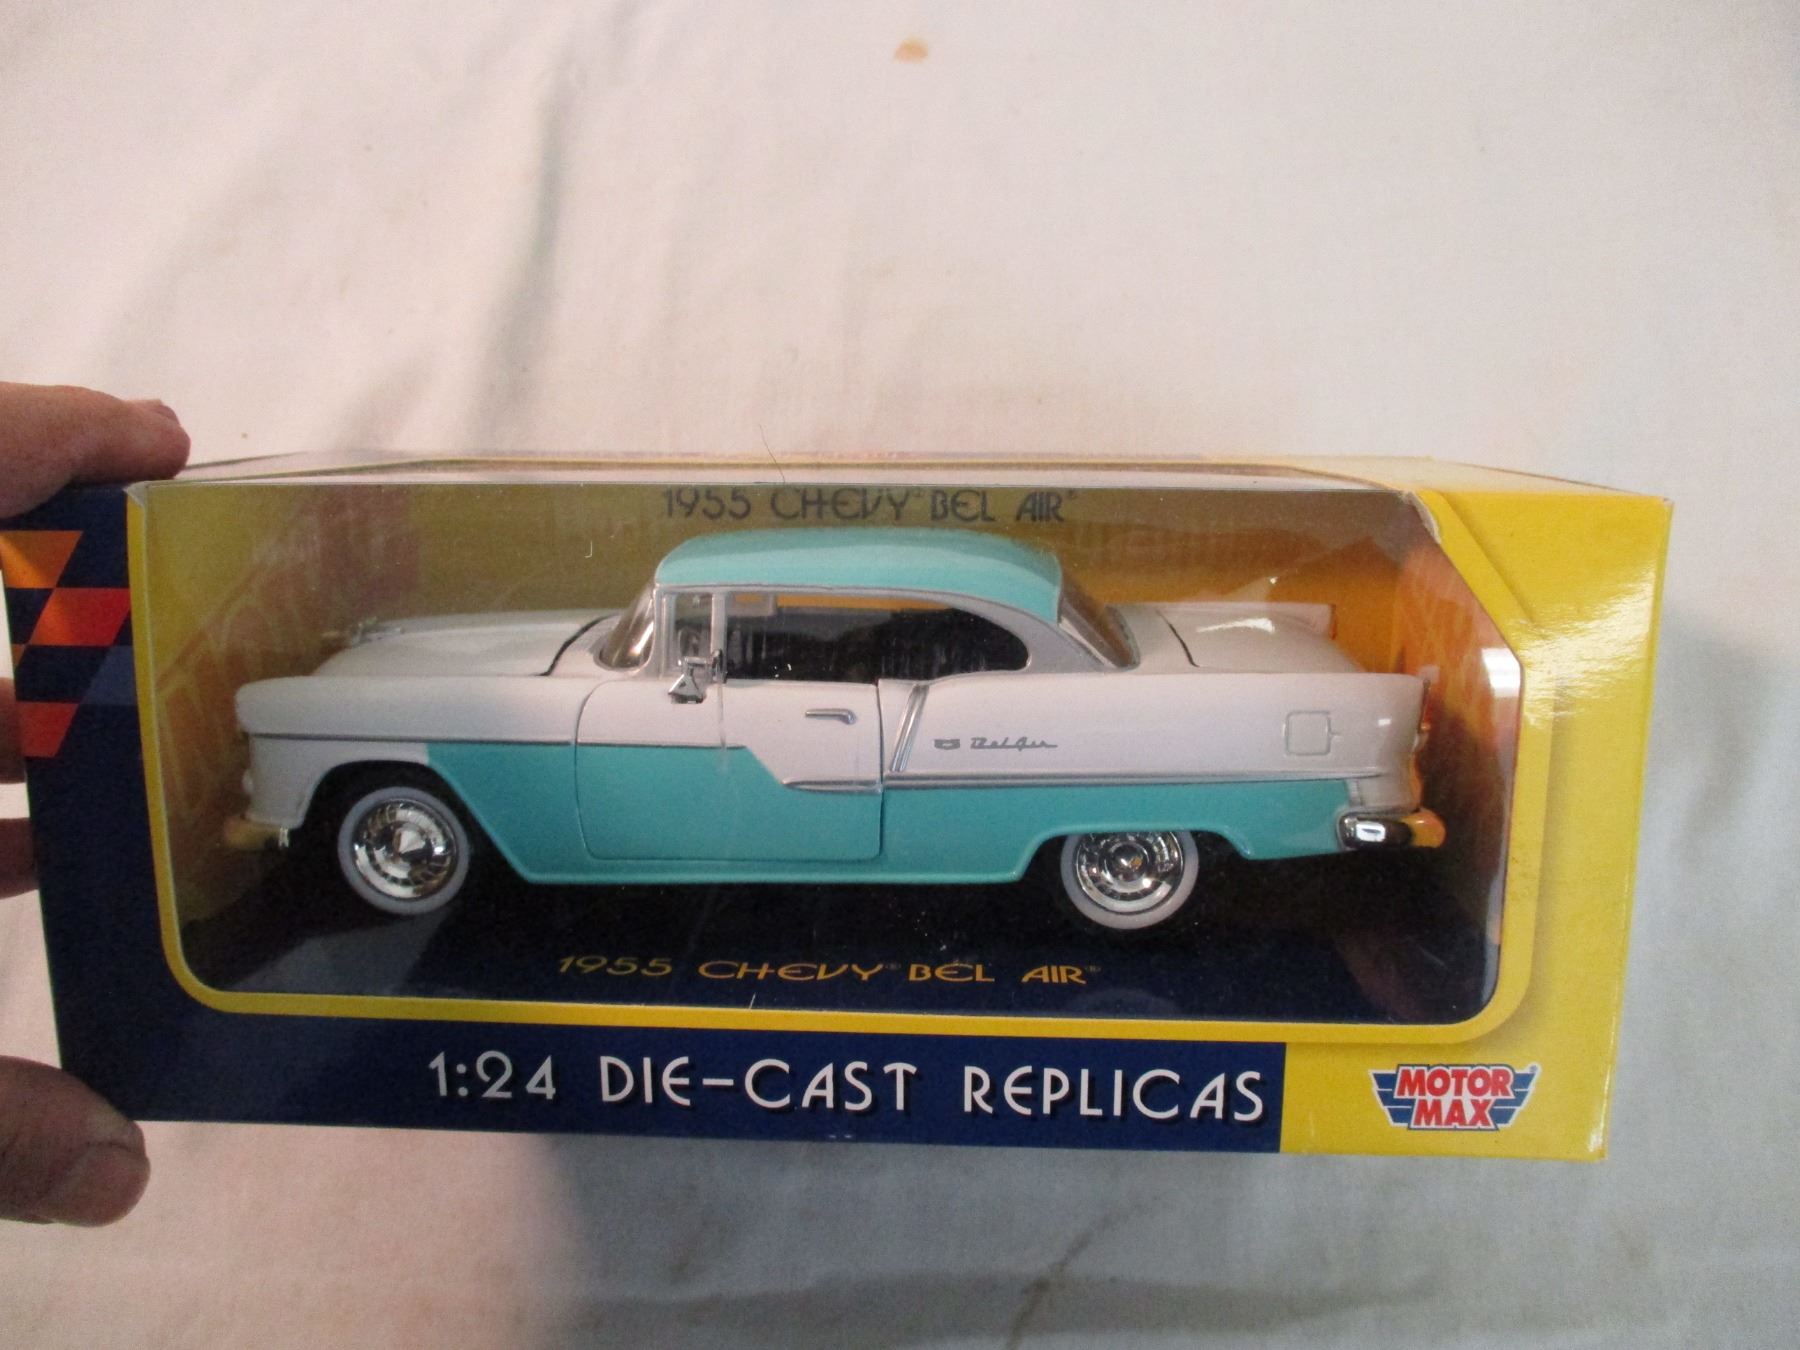 1955 CHEVY® BEL AIR®
Bel Air
1955 CHEVY® BEL AIR®
1:24 DIE-CAST REPLICAS
MOTOR
MAX®